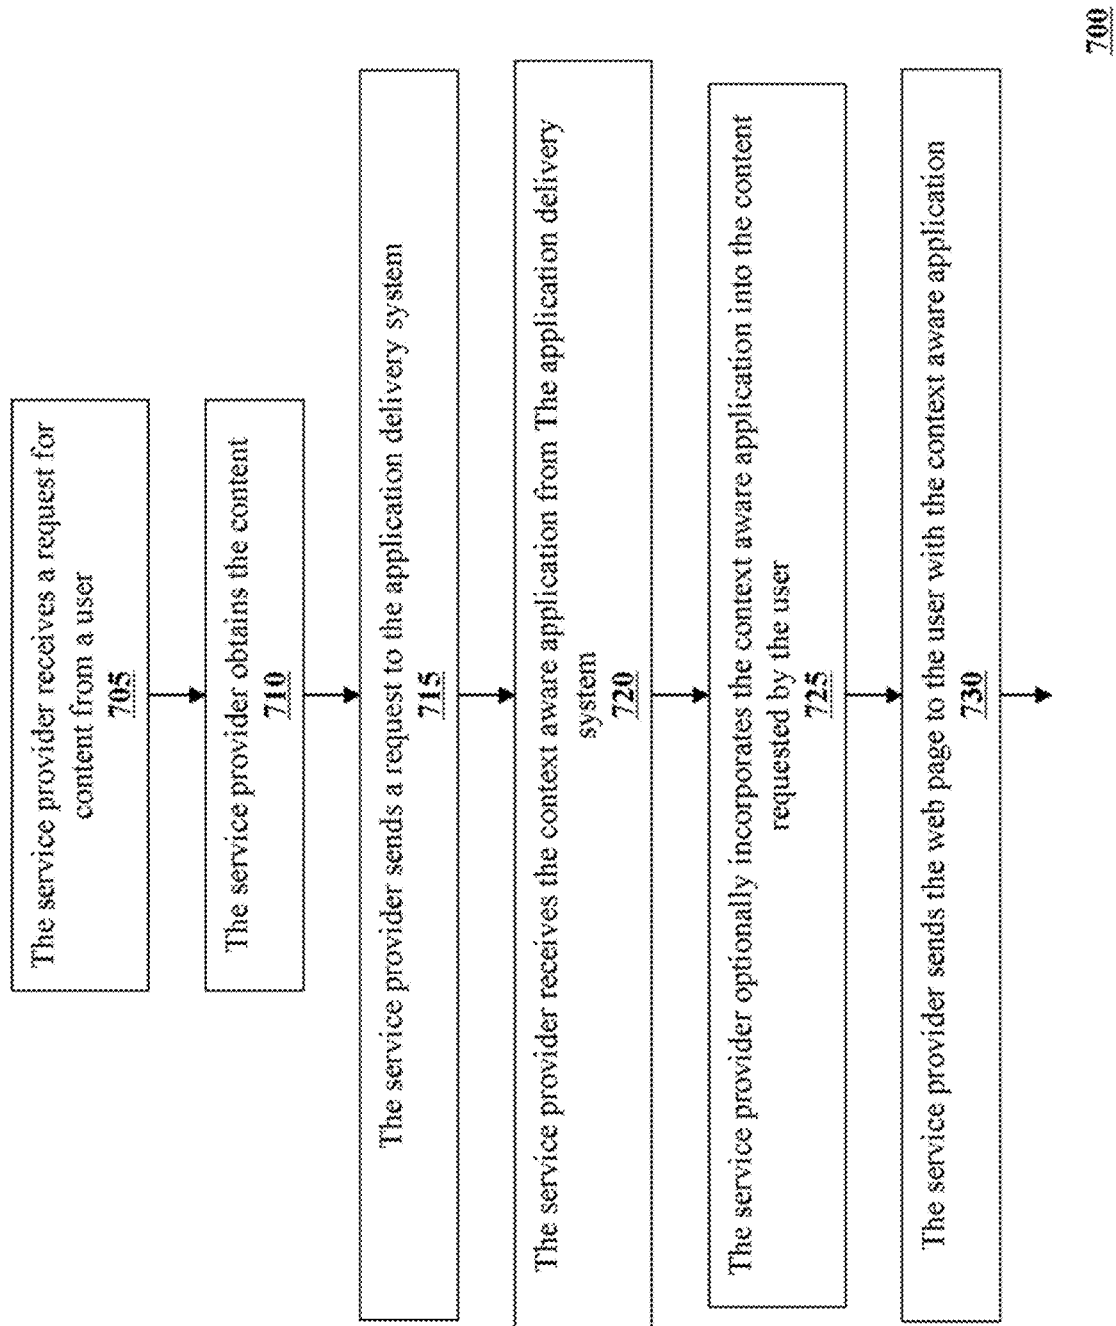 The service provider receives a request for
content from a user
705
The service provider obtains the content
710
The service provider sends a request to the application delivery system
715
The service provider receives the context aware application from The application delivery
system
720
The service provider optionally incorporates the context aware application into the content
requested by the user
725
The service provider sends the web page to the user with the context aware application
730
700